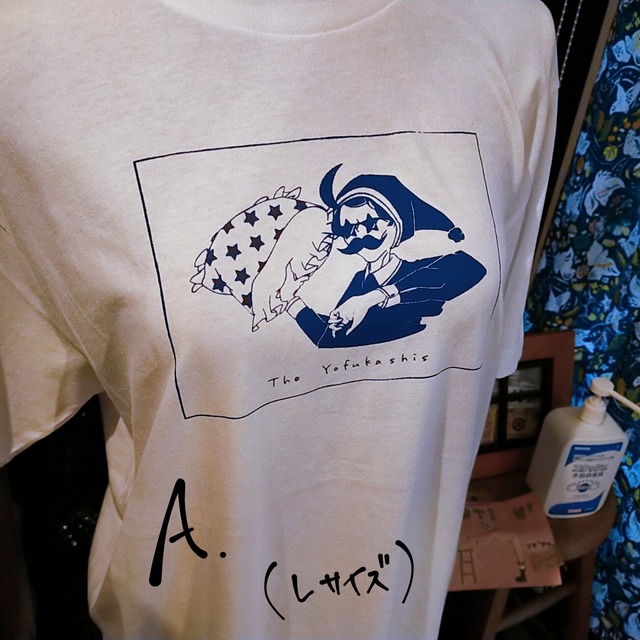 The Yofukashis
A.
(Lサイズ)